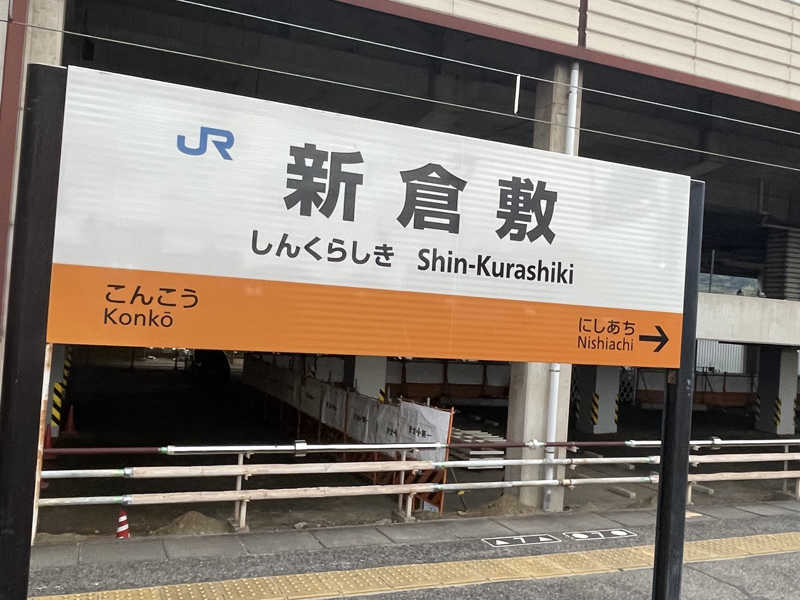 JR
新倉敷
しんくらしき Shin-Kurashiki
こんこう
Konkō
にしあち
Nishiachi
→